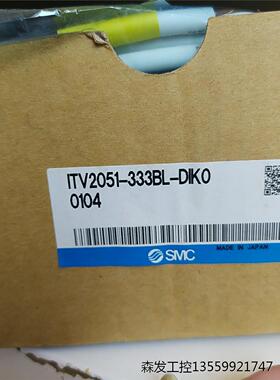 ITV2051-333BL-DIK0
0104
SMC
MADE IN JAPAN
森发工控13559921747